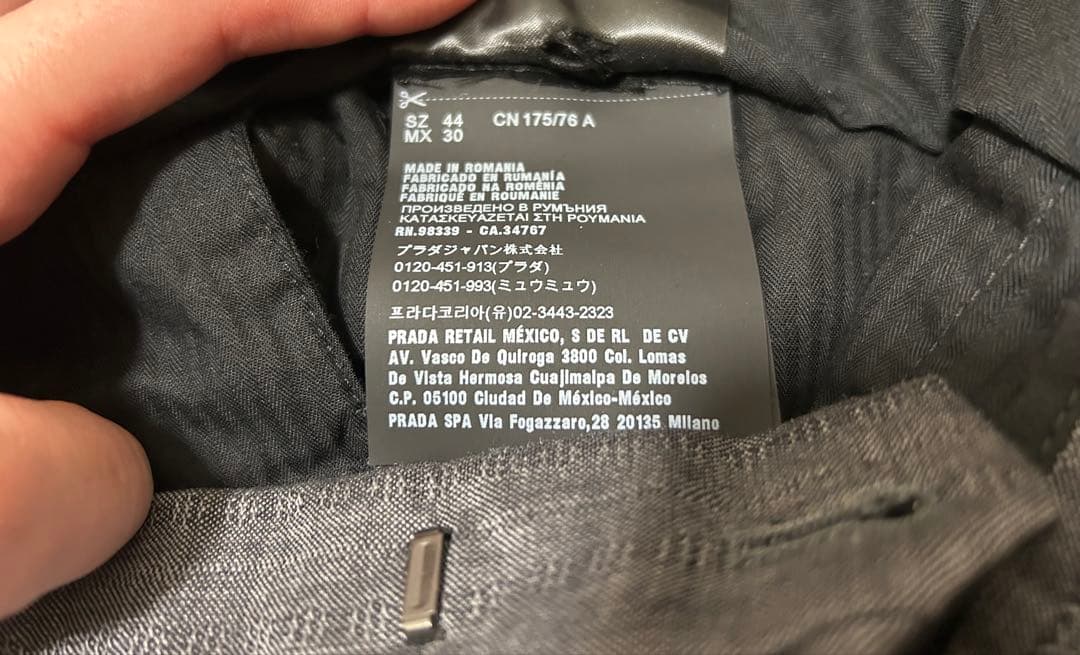 SZ 44 CN 175/76 A
MX 30
MADE IN ROMANIA
FABRICADO EN RUMANÍA
FABRICADO NA ROMÊNIA
FABRIQUÉ EN ROUMANIE
ПРОИЗВЕДЕНО В РУМЪНИЯ
ΚΑΤΑΣΚΕΥΑΖΕΤΑΙ ΣΤΗ ΡΟΥΜΑΝΙΑ
RN.98339 - CA.34767
プラダジャパン株式会社
0120-451-913(プラダ)
0120-451-993(ミュウミュウ)
프라다코리아(유)02-3443-2323
PRADA RETAIL MÉXICO, S DE RL DE CV
AV. Vasco De Quiroga 3800 Col. Lomas
De Vista Hermosa Cuajimalpa De Morelos
C.P. 05100 Ciudad De México-México
PRADA SPA Via Fogazzaro,28 20135 Milano